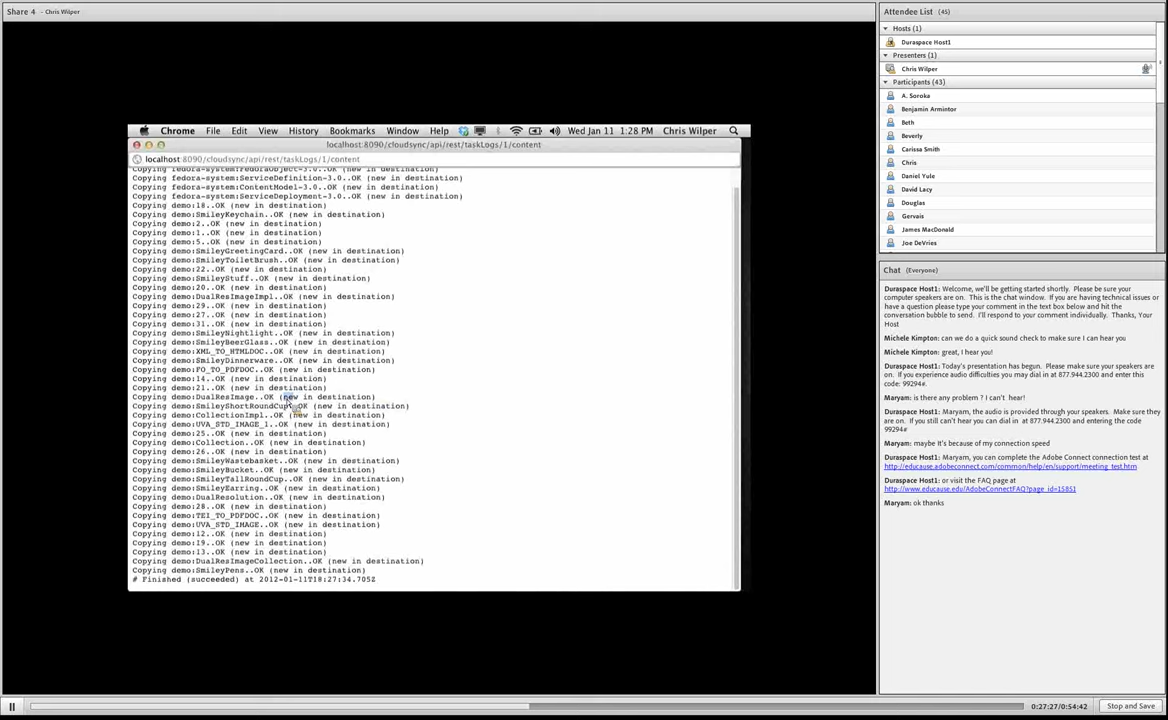 Share 4 - Chris Wilper
Chrome File Edit View History Bookmarks Window Help Wed Jan 11 1:28 PM Chris Wilper
localhost:8090/cloudsync/api/rest/taskLogs/1/content
localhost:8090/cloudsync/api/rest/taskLogs/1/content
Copying fedora-system:FedoraObject-3.0..OK (new in destination)
Copying fedora-system:ServiceDefinition-3.0..OK (new in destination)
Copying fedora-system:ContentModel-3.0..OK (new in destination)
Copying fedora-system:ServiceDeployment-3.0..OK (new in destination)
Copying demo:18..OK (new in destination)
Copying demo:SmileyKeychain..OK (new in destination)
Copying demo:2..OK (new in destination)
Copying demo:1..OK (new in destination)
Copying demo:5..OK (new in destination)
Copying demo:SmileyGreetingCard..OK (new in destination)
Copying demo:SmileyToiletBrush..OK (new in destination)
Copying demo:22..OK (new in destination)
Copying demo:SmileyStuff..OK (new in destination)
Copying demo:20..OK (new in destination)
Copying demo:DualResImageImpl..OK (new in destination)
Copying demo:29..OK (new in destination)
Copying demo:27..OK (new in destination)
Copying demo:31..OK (new in destination)
Copying demo:SmileyNightlight..OK (new in destination)
Copying demo:SmileyBeerGlass..OK (new in destination)
Copying demo:XML_TO_HTMLDOC..OK (new in destination)
Copying demo:SmileyDinnerware..OK (new in destination)
Copying demo:FO_TO_PDFDOC..OK (new in destination)
Copying demo:14..OK (new in destination)
Copying demo:21..OK (new in destination)
Copying demo:DualResImage..OK (new in destination)
Copying demo:SmileyShortRoundCup..OK (new in destination)
Copying demo:CollectionImpl..OK (new in destination)
Copying demo:UVA_STD_IMAGE_1..OK (new in destination)
Copying demo:25..OK (new in destination)
Copying demo:Collection..OK (new in destination)
Copying demo:26..OK (new in destination)
Copying demo:SmileyWastebasket..OK (new in destination)
Copying demo:SmileyBucket..OK (new in destination)
Copying demo:SmileyTallRoundCup..OK (new in destination)
Copying demo:SmileyEarring..OK (new in destination)
Copying demo:DualResolution..OK (new in destination)
Copying demo:28..OK (new in destination)
Copying demo:TEI_TO_PDFDOC..OK (new in destination)
Copying demo:UVA_STD_IMAGE..OK (new in destination)
Copying demo:12..OK (new in destination)
Copying demo:19..OK (new in destination)
Copying demo:13..OK (new in destination)
Copying demo:DualResImageCollection..OK (new in destination)
Copying demo:SmileyPens..OK (new in destination)
# Finished (succeeded) at 2012-01-11T18:27:34.705Z
Attendee List (45)
Hosts (1)
Duraspace Host1
Presenters (1)
Chris Wilper
Participants (43)
A. Soroka
Benjamin Armintor
Beth
Beverly
Carissa Smith
Chris
Daniel Yule
David Lacy
Douglas
Gervais
James MacDonald
Joe DeVries
Chat (Everyone)
Duraspace Host1: Welcome, we'll be getting started shortly. Please be sure your
computer speakers are on. This is the chat window. If you are having technical issues or
have a question please type your comment in the text box below and hit the
conversation bubble to send. I'll respond to your comment individually. Thanks, Your
Host
Michele Kimpton: can we do a quick sound check to make sure I can hear you
Michele Kimpton: great, I hear you!
Duraspace Host1: Today's presentation has begun. Please make sure your speakers are
on. If you experience audio difficulties you may dial in at 877.944.2300 and enter this
code: 99294#.
Maryam: is there any problem ? I can't hear!
Duraspace Host1: Maryam, the audio is provided through your speakers. Make sure they
are on. If you still can't hear you can dial in at 877.944.2300 and entering the code
99294#
Maryam: maybe it's because of my connection speed
Duraspace Host1: Maryam, you can complete the Adobe Connect connection test at
http://educause.adobeconnect.com/common/help/en/support/meeting_test.htm
Duraspace Host1: or visit the FAQ page at
http://www.educause.edu/AdobeConnectFAQ?page_id=15851
Maryam: ok thanks
0:27:27/0:54:42 Stop and Save